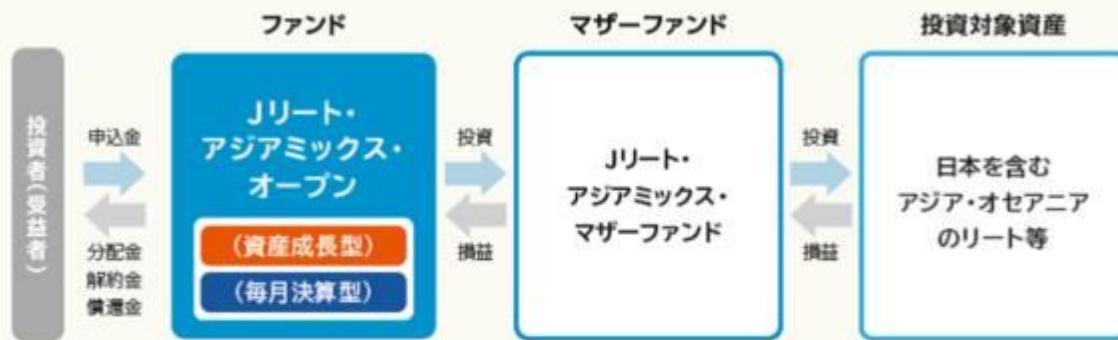 ファンド
マザーファンド
投資対象資産
投資者(受益者)
申込金
分配金
解約金
償還金
Jリート・
アジアミックス・
オープン
(資産成長型)
(毎月決算型)
投資
損益
Jリート・
アジアミックス・
マザーファンド
投資
損益
日本を含む
アジア・オセアニア
のリート等